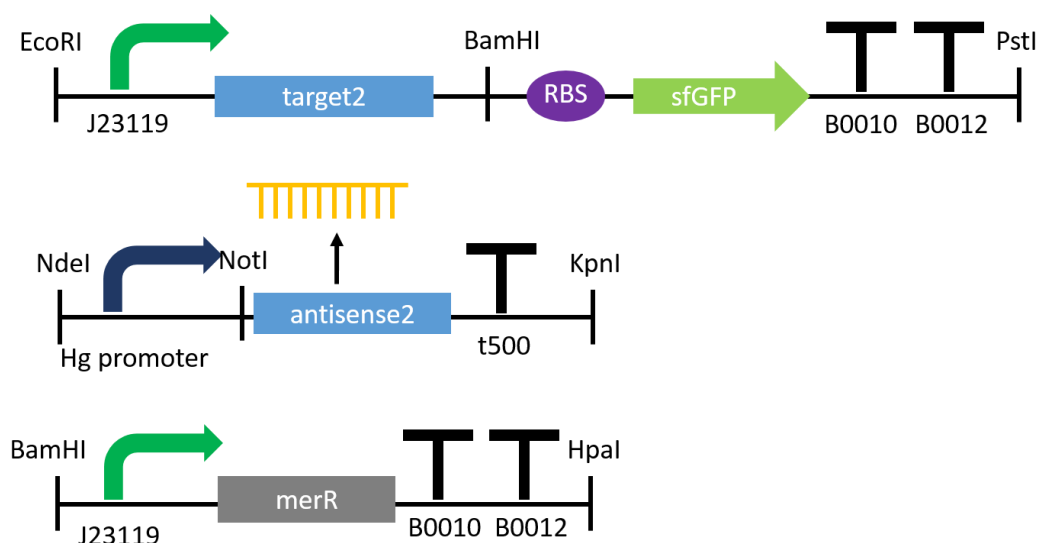 EcoRI
BamHI
PstI
target2
RBS
sfGFP
J23119
B0010
B0012
NdeI
NotI
KpnI
antisense2
Hg promoter
t500
BamHI
HpaI
merR
J23119
B0010
B0012